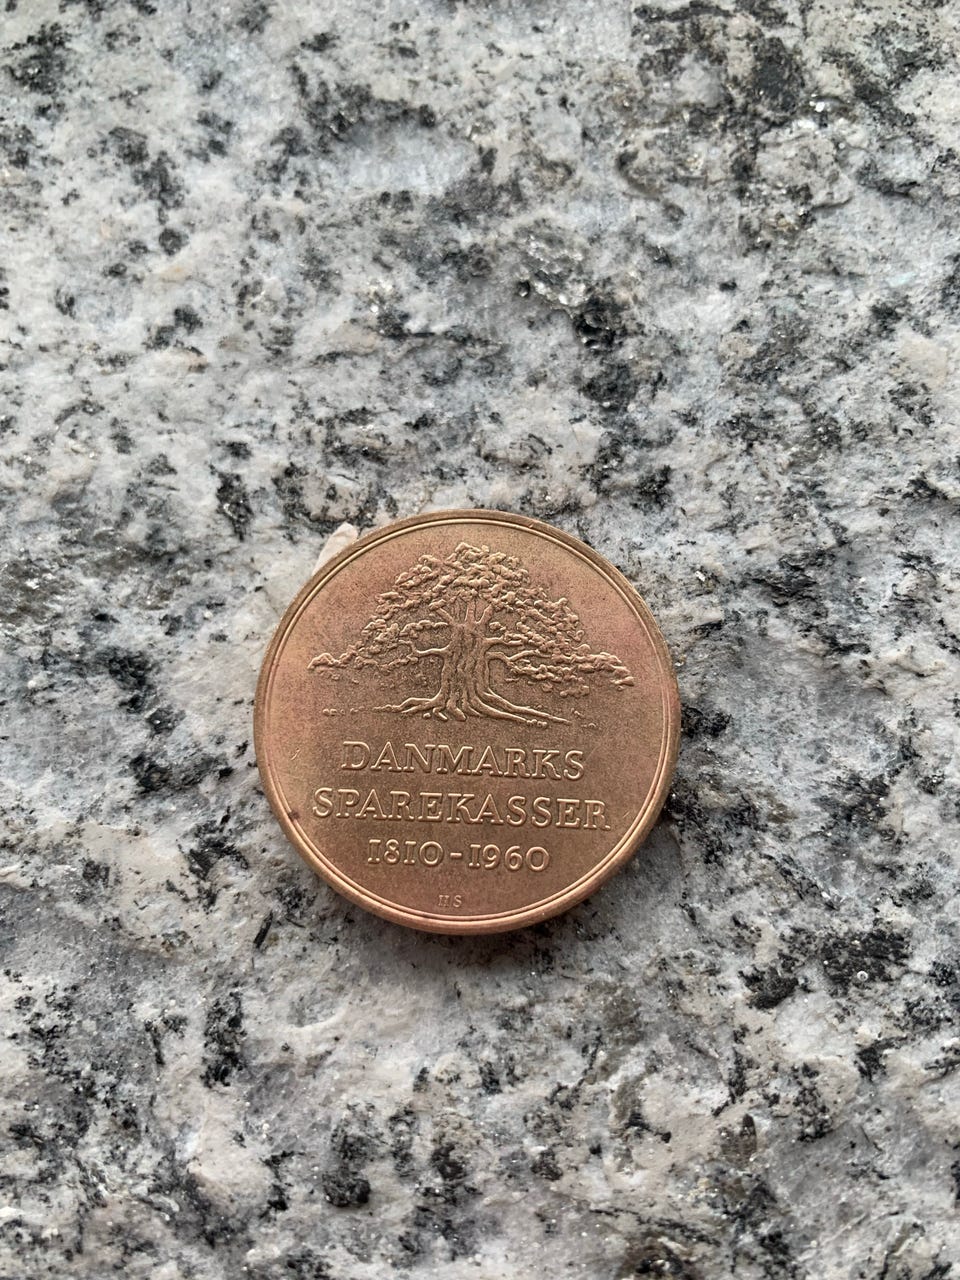 DANMARKS
SPAREKASSER
1810-1960
HS